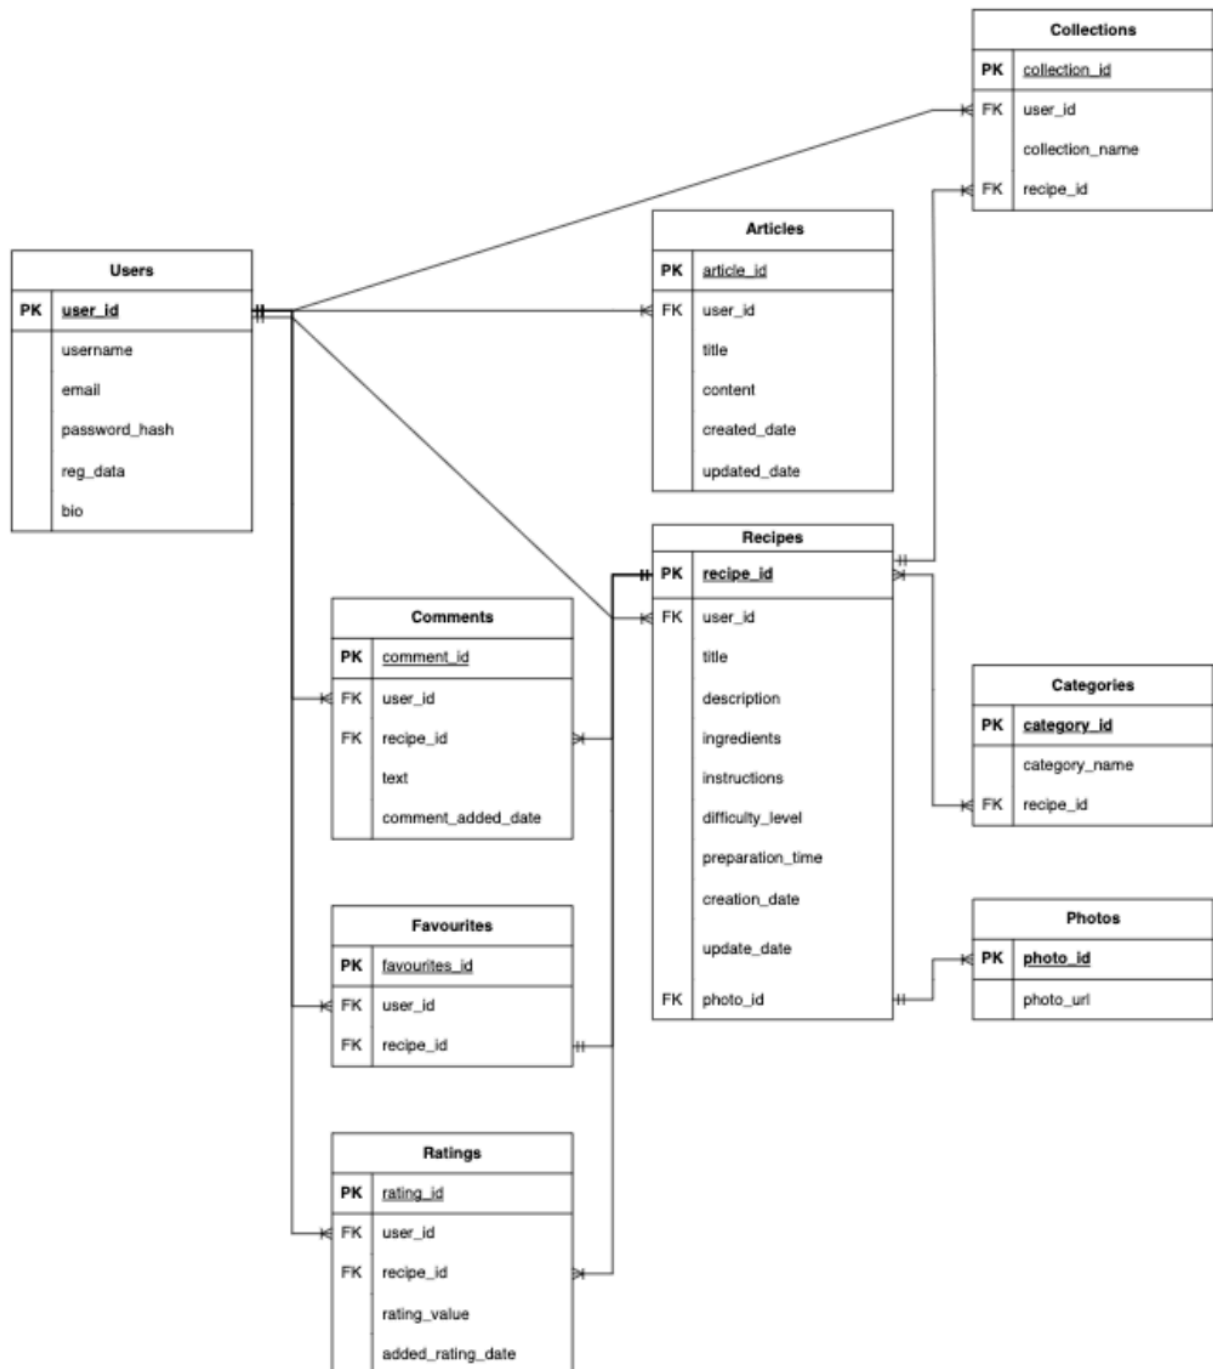 Collections
PK collection_id
FK user_id
collection_name
FK recipe_id
Articles
PK article_id
FK user_id
title
content
created_date
updated_date
Users
PK user_id
username
email
password_hash
reg_data
bio
Recipes
PK recipe_id
FK user_id
title
description
ingredients
instructions
difficulty_level
preparation_time
creation_date
update_date
FK photo_id
Comments
PK comment_id
FK user_id
FK recipe_id
text
comment_added_date
Categories
PK category_id
category_name
FK recipe_id
Favourites
PK favourites_id
FK user_id
FK recipe_id
Photos
PK photo_id
photo_url
Ratings
PK rating_id
FK user_id
FK recipe_id
rating_value
added_rating_date